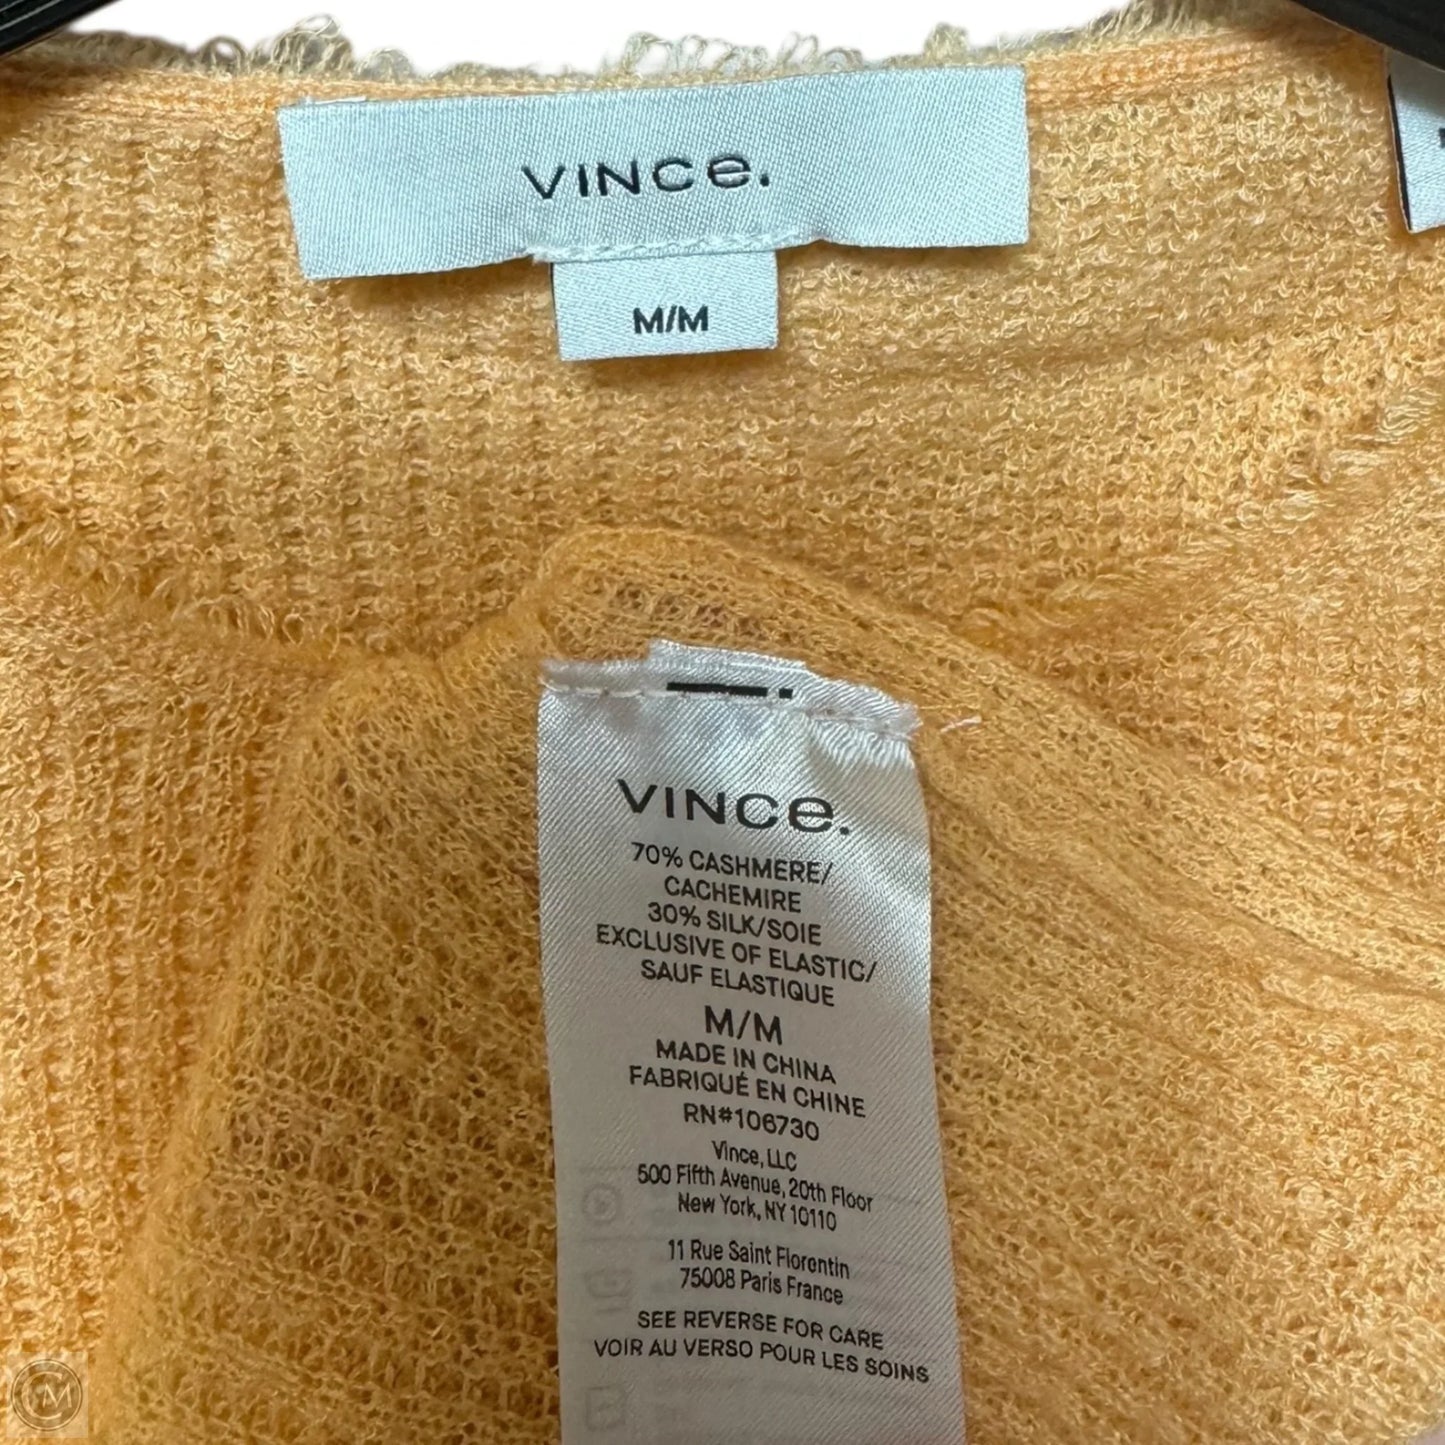 VINCe.
M/M
VINCe.
70% CASHMERE/
CACHEMIRE
30% SILK/SOIE
EXCLUSIVE OF ELASTIC/
SAUF ELASTIQUE
M/M
MADE IN CHINA
FABRIQUÉ EN CHINE
RN#106730
Vince, LLC
500 Fifth Avenue, 20th Floor
New York, NY 10110
11 Rue Saint Florentin
75008 Paris France
SEE REVERSE FOR CARE
VOIR AU VERSO POUR LES SOINS